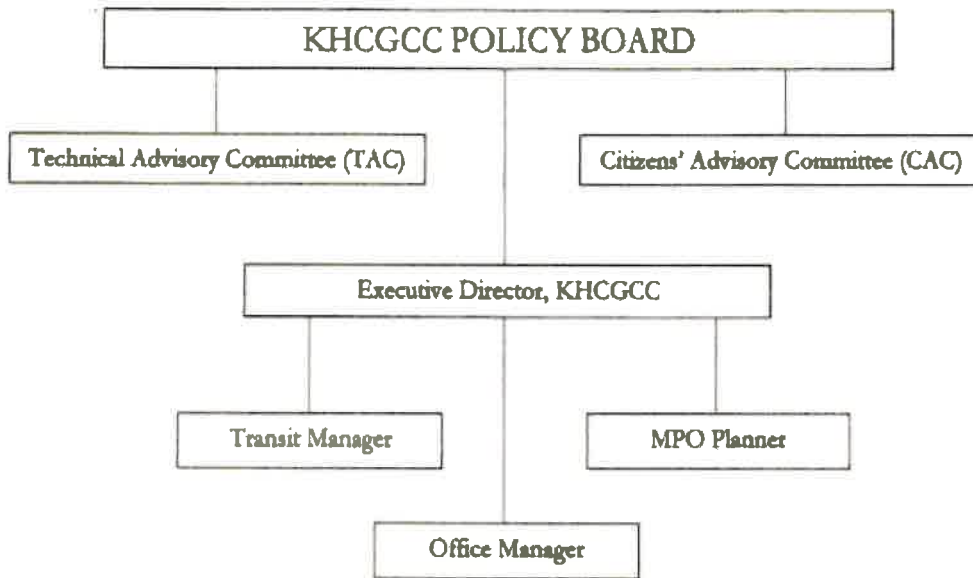 KHCGCC POLICY BOARD
Technical Advisory Committee (TAC)
Citizens' Advisory Committee (CAC)
Executive Director, KHCGCC
Transit Manager
MPO Planner
Office Manager